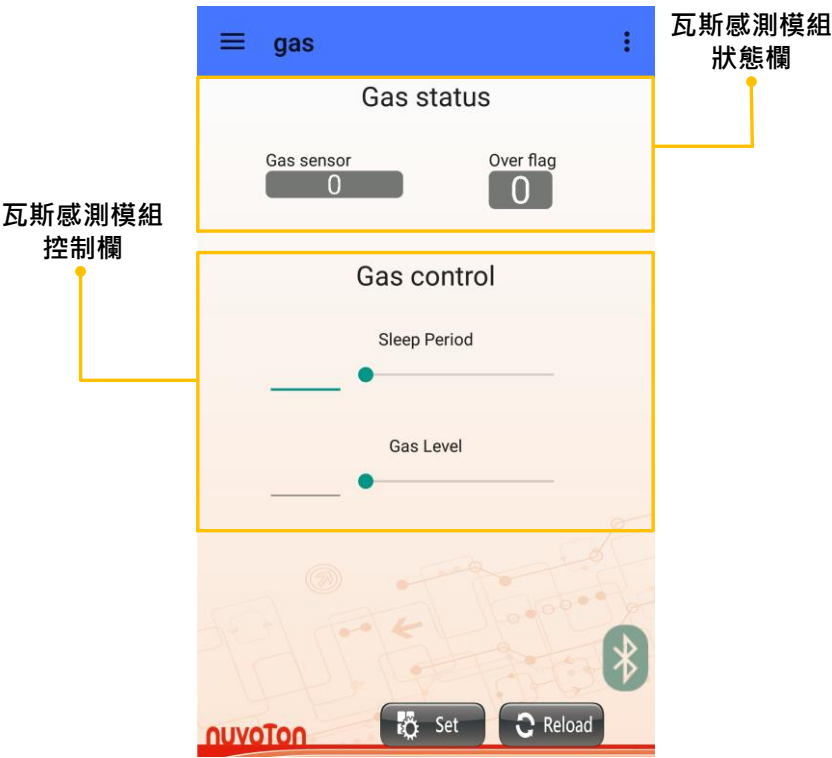 gas
瓦斯感測模組
狀態欄
Gas status
Gas sensor
0
Over flag
0
瓦斯感測模組
控制欄
Gas control
Sleep Period
Gas Level
nuvoTon
Set
Reload